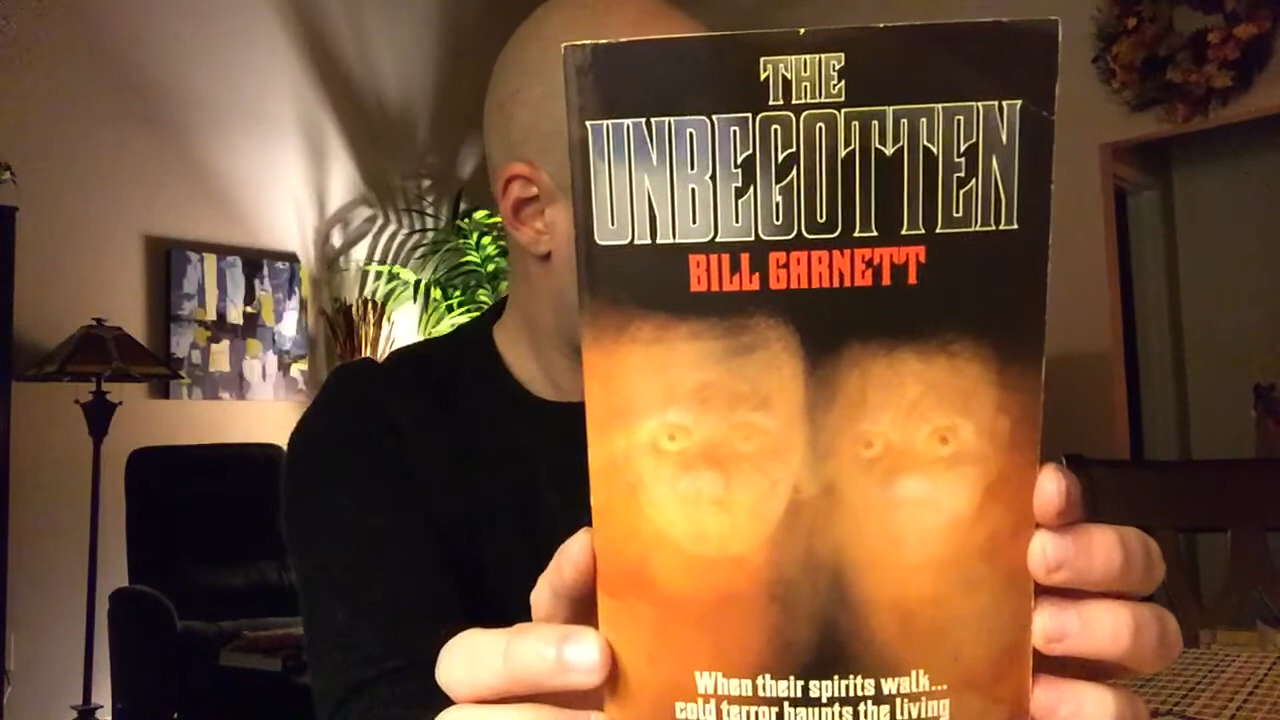 THE
UNBEGOTTEN
BILL GARNETT
When their spirits walk...
cold terror haunts the living